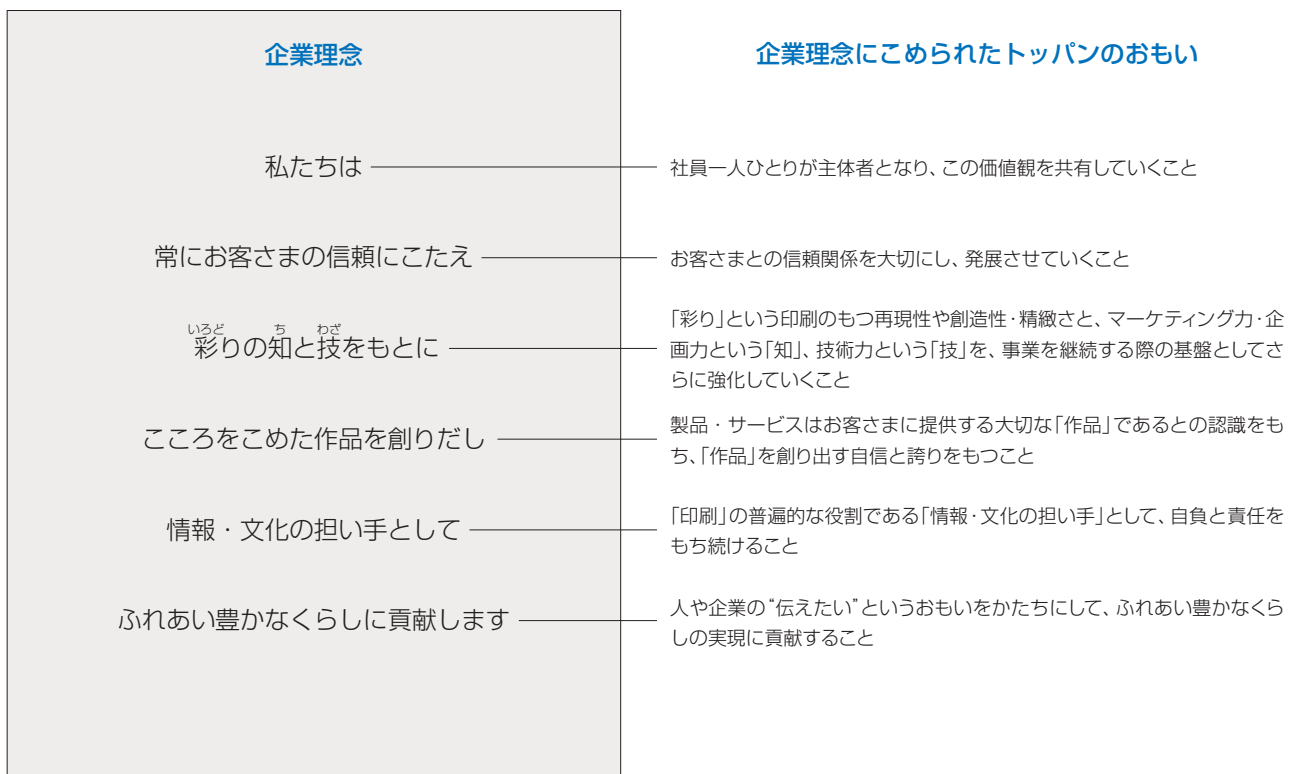 企業理念
企業理念にこめられたトッパンのおもい
私たちは
社員一人ひとりが主体者となり、この価値観を共有していくこと
常にお客さまの信頼にこたえ
お客さまとの信頼関係を大切にし、発展させていくこと
いろど ち わざ
彩りの知と技をもとに
「彩り」という印刷のもつ再現性や創造性・精緻さと、マーケティング力・企
画力という「知」、技術力という「技」を、事業を継続する際の基盤としてさ
らに強化していくこと
こころをこめた作品を創りだし
製品・サービスはお客さまに提供する大切な「作品」であるとの認識をも
ち、「作品」を創り出す自信と誇りをもつこと
情報・文化の担い手として
「印刷」の普遍的な役割である「情報・文化の担い手」として、自負と責任を
もち続けること
ふれあい豊かなくらしに貢献します
人や企業の“伝えたい”というおもいをかたちにして、ふれあい豊かなくら
しの実現に貢献すること